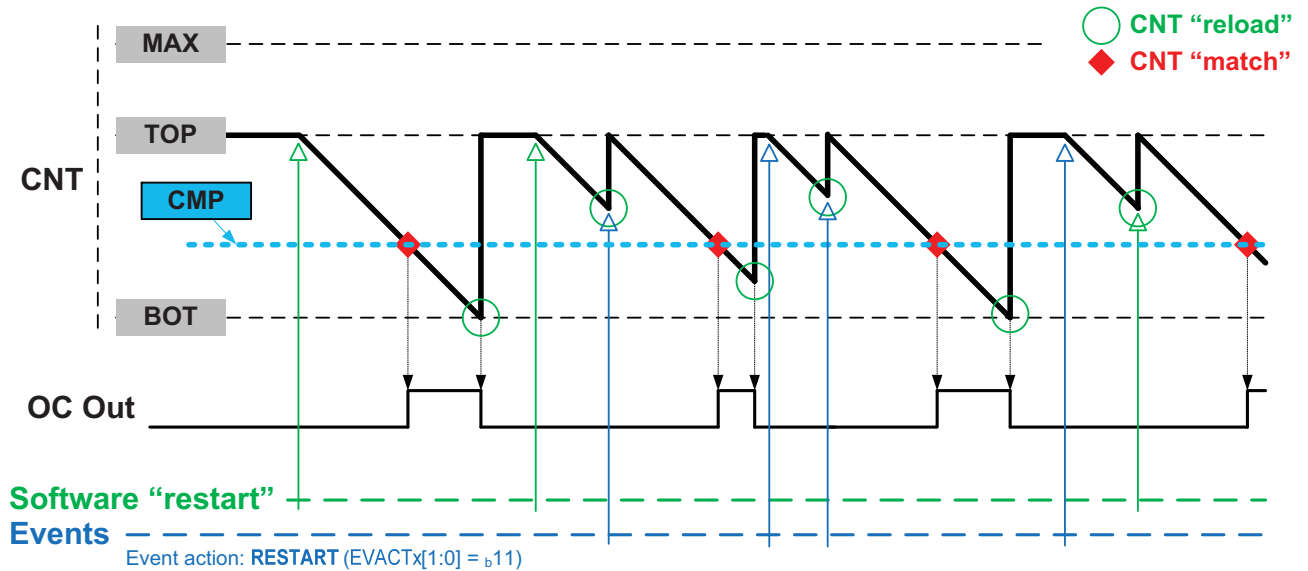 MAX
CNT “reload”
CNT “match”
TOP
CNT
CMP
BOT
OC Out
Software “restart”
Events
Event action: RESTART (EVACTx[1:0] = b11)